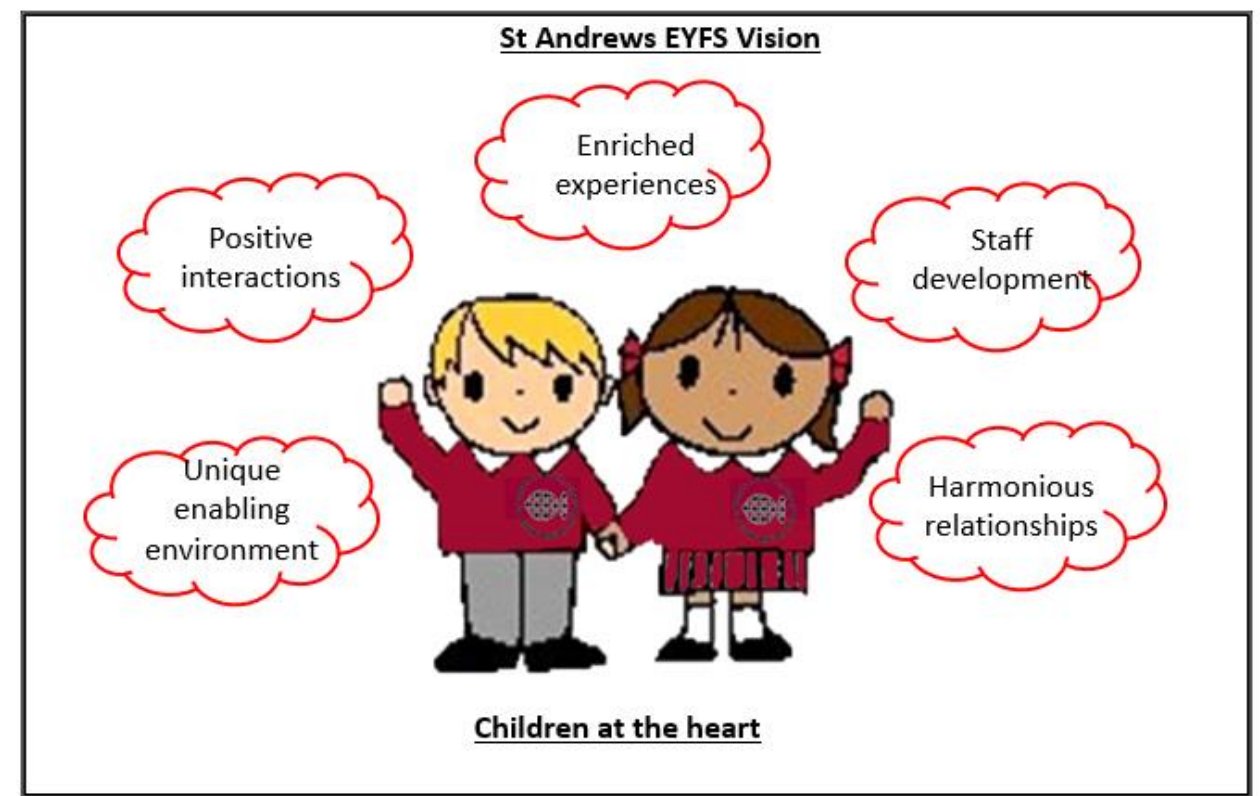 St Andrews EYFS Vision
Enriched
experiences
Positive
interactions
Staff
development
Unique
enabling
environment
Harmonious
relationships
Children at the heart